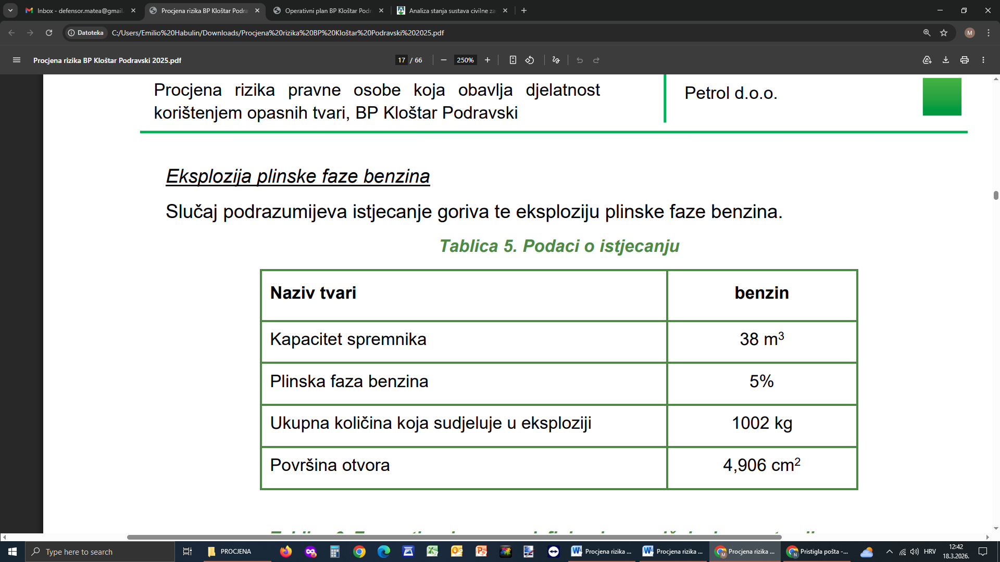 Inbox - defensor.matea@gmail.
Procjena rizika BP Kloštar Podra
Operativni plan BP Kloštar Podr
Analiza stanja sustava civilne za
Datoteka
C:/Users/Emilio%20Habulin/Downloads/Procjena%20rizika%20BP%20Kloštar%20Podravski%202025.pdf
M
Procjena rizika BP Kloštar Podravski 2025.pdf
17 / 66
250%
Procjena rizika pravne osobe koja obavlja djelatnost
korištenjem opasnih tvari, BP Kloštar Podravski
Petrol d.o.o.
Eksplozija plinske faze benzina
Slučaj podrazumijeva istjecanje goriva te eksploziju plinske faze benzina.
Tablica 5. Podaci o istjecanju
Naziv tvari benzin
Kapacitet spremnika 38 m³
Plinska faza benzina 5%
Ukupna količina koja sudjeluje u eksploziji 1002 kg
Površina otvora 4,906 cm²
Type here to search
PROCJENA
Procjena rizika ...
Procjena rizika ...
Procjena rizika ...
Pristigla pošta -...
HRV
12:42
18.3.2026.